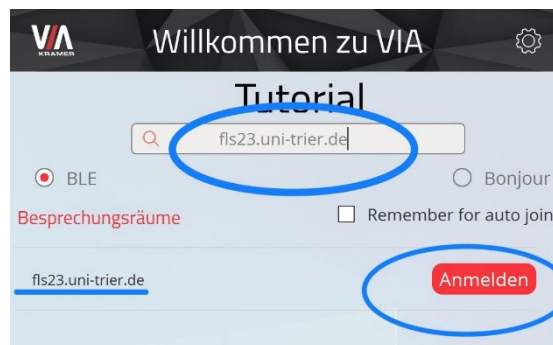 VIA
KRAMER
Willkommen zu VIA
Tutorial
fls23.uni-trier.de
BLE
Bonjour
Besprechungsräume
Remember for auto join
fls23.uni-trier.de
Anmelden